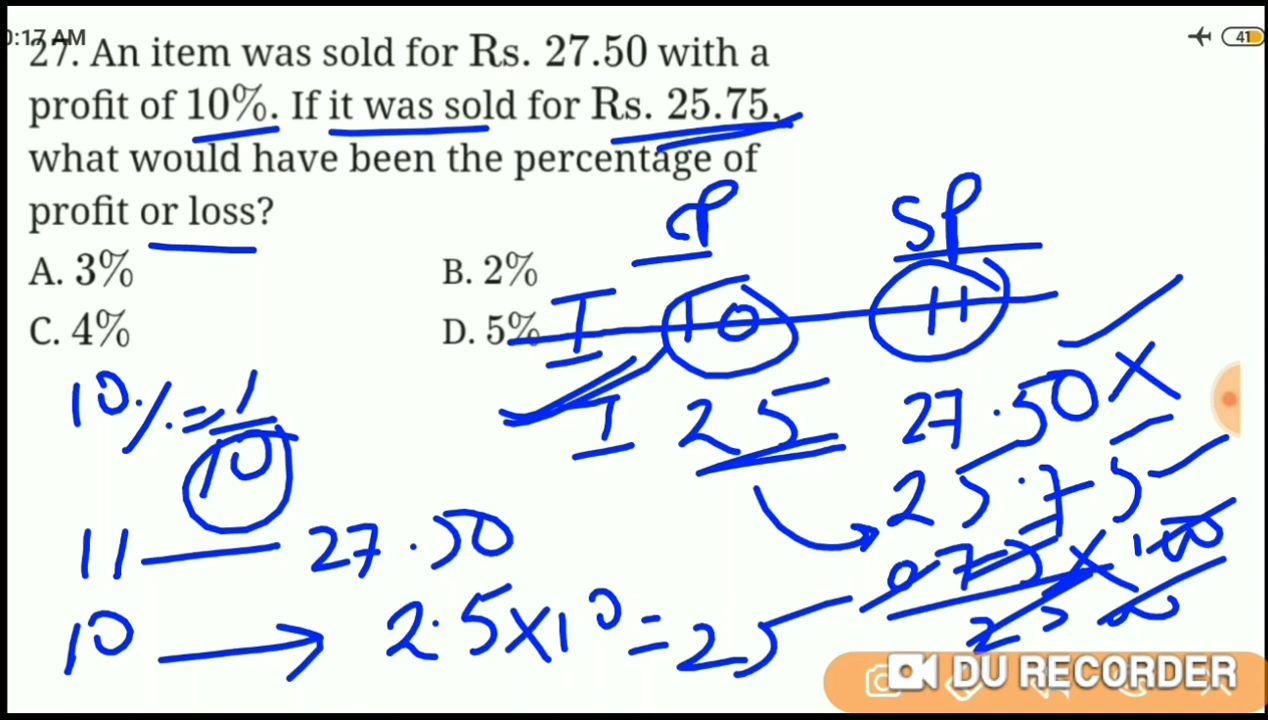 0:17 AM
41
27. An item was sold for Rs. 27.50 with a
profit of 10%. If it was sold for Rs. 25.75,
what would have been the percentage of
profit or loss?
A. 3% B. 2%
C. 4% D. 5%
CP SP
I 10 11
10% = 1/10
I 25 27.50
25.75
11 — 27.50
075 × 100
2500
10 → 2.5×10 = 25
DU RECORDER